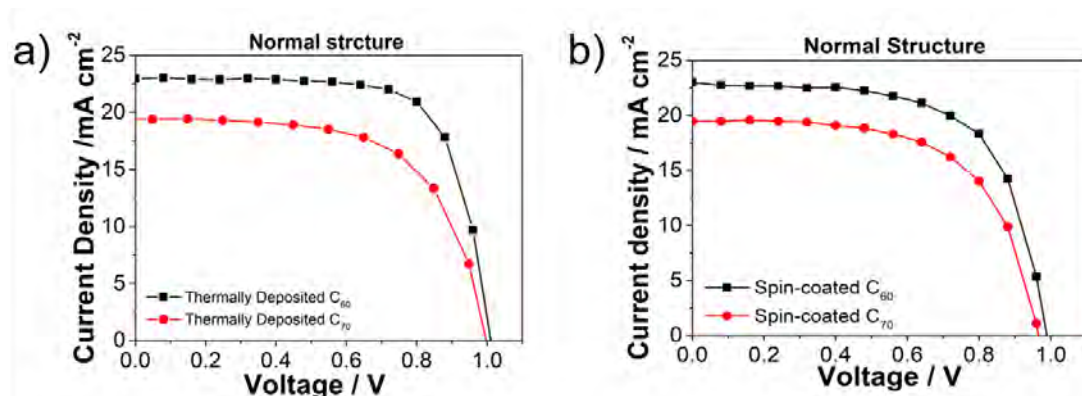 a)
Normal strcture
Current Density /mA cm-2
25
20
15
10
5
0
Thermally Deposited C60
Thermally Deposited C70
0.0 0.2 0.4 0.6 0.8 1.0
Voltage / V
b)
Normal Structure
Current density / mA cm-2
25
20
15
10
5
0
Spin-coated C60
Spin-coated C70
0.0 0.2 0.4 0.6 0.8 1.0
Voltage / V